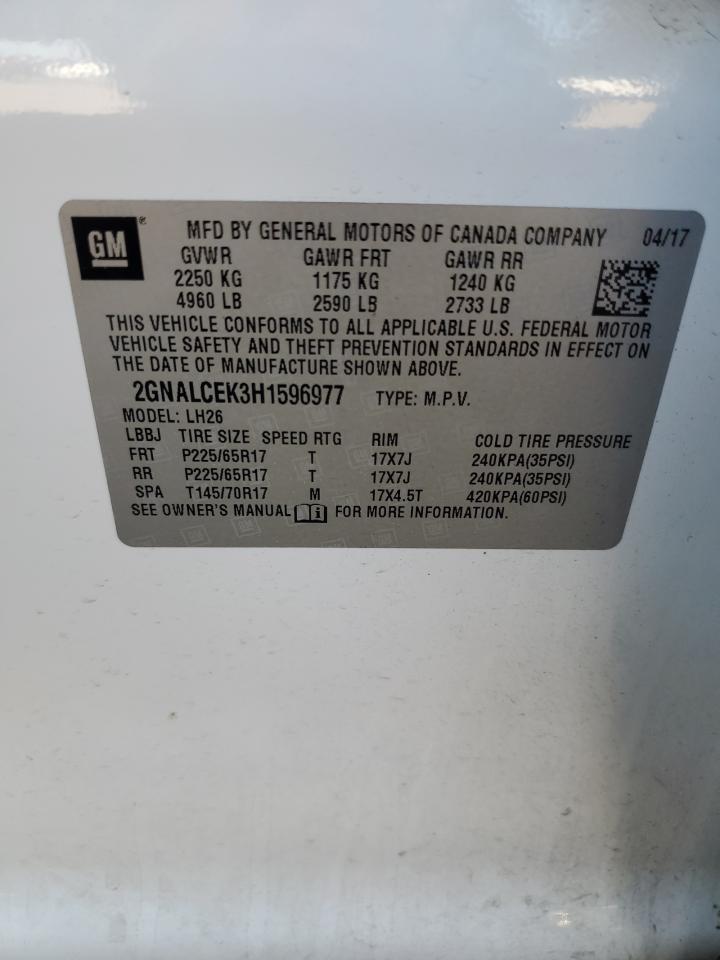 GM ® MFD BY GENERAL MOTORS OF CANADA COMPANY 04/17
GVWR GAWR FRT GAWR RR
2250 KG 1175 KG 1240 KG
4960 LB 2590 LB 2733 LB
THIS VEHICLE CONFORMS TO ALL APPLICABLE U.S. FEDERAL MOTOR
VEHICLE SAFETY AND THEFT PREVENTION STANDARDS IN EFFECT ON
THE DATE OF MANUFACTURE SHOWN ABOVE.
2GNALCEK3H1596977 TYPE: M.P.V.
MODEL: LH26
LBBJ TIRE SIZE SPEED RTG RIM COLD TIRE PRESSURE
FRT P225/65R17 T 17X7J 240KPA(35PSI)
RR P225/65R17 T 17X7J 240KPA(35PSI)
SPA T145/70R17 M 17X4.5T 420KPA(60PSI)
SEE OWNER'S MANUAL i FOR MORE INFORMATION.